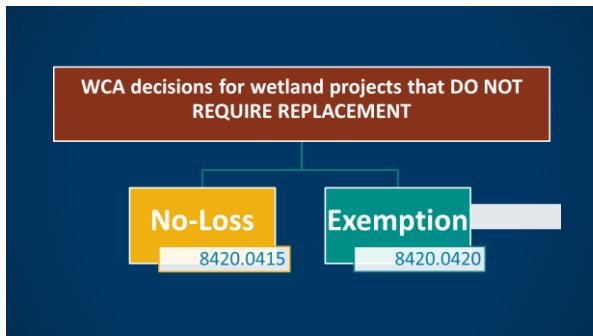 WCA decisions for wetland projects that DO NOT
REQUIRE REPLACEMENT
No-Loss
Exemption
8420.0415
8420.0420